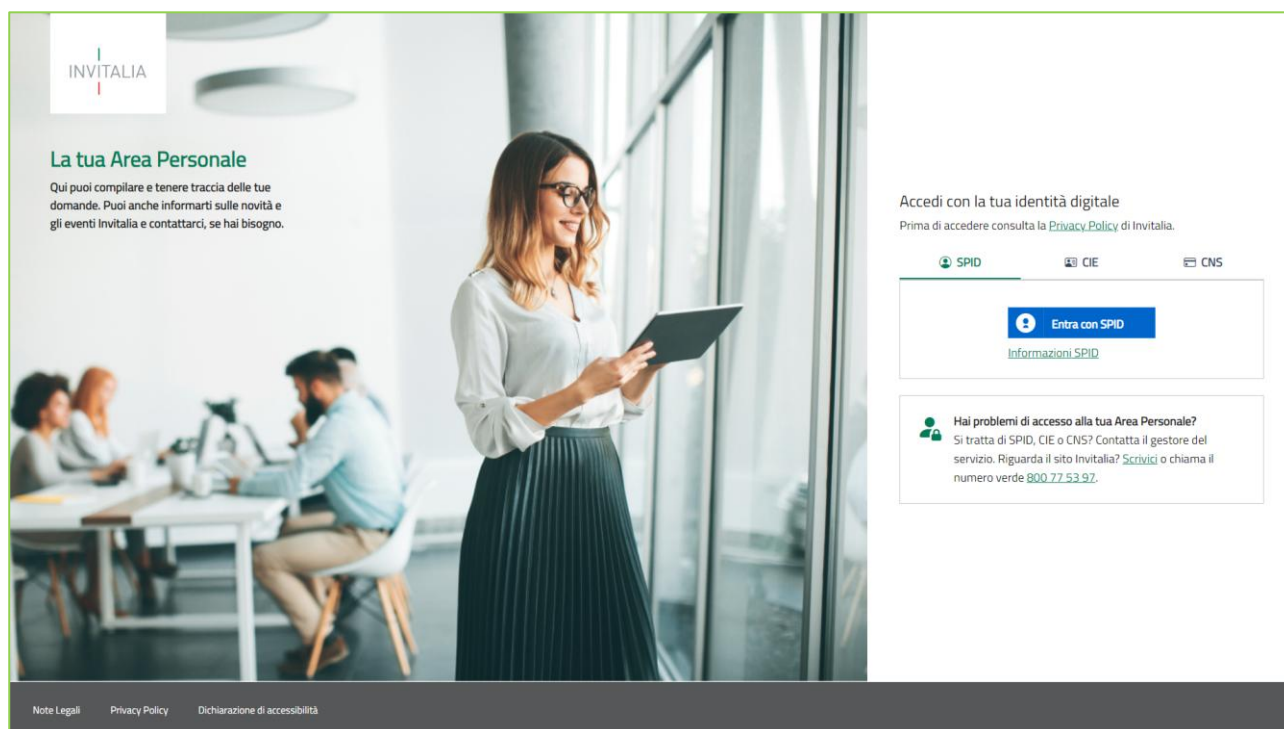 INVITALIA
La tua Area Personale
Qui puoi compilare e tenere traccia delle tue
domande. Puoi anche informarti sulle novità e
gli eventi Invitalia e contattarci, se hai bisogno.
Accedi con la tua identità digitale
Prima di accedere consulta la Privacy Policy di Invitalia.
SPID CIE CNS
Entra con SPID
Informazioni SPID
Hai problemi di accesso alla tua Area Personale?
Si tratta di SPID, CIE o CNS? Contatta il gestore del
servizio. Riguarda il sito Invitalia? Scrivici o chiama il
numero verde 800 77 53 97.
Note Legali Privacy Policy Dichiarazione di accessibilità